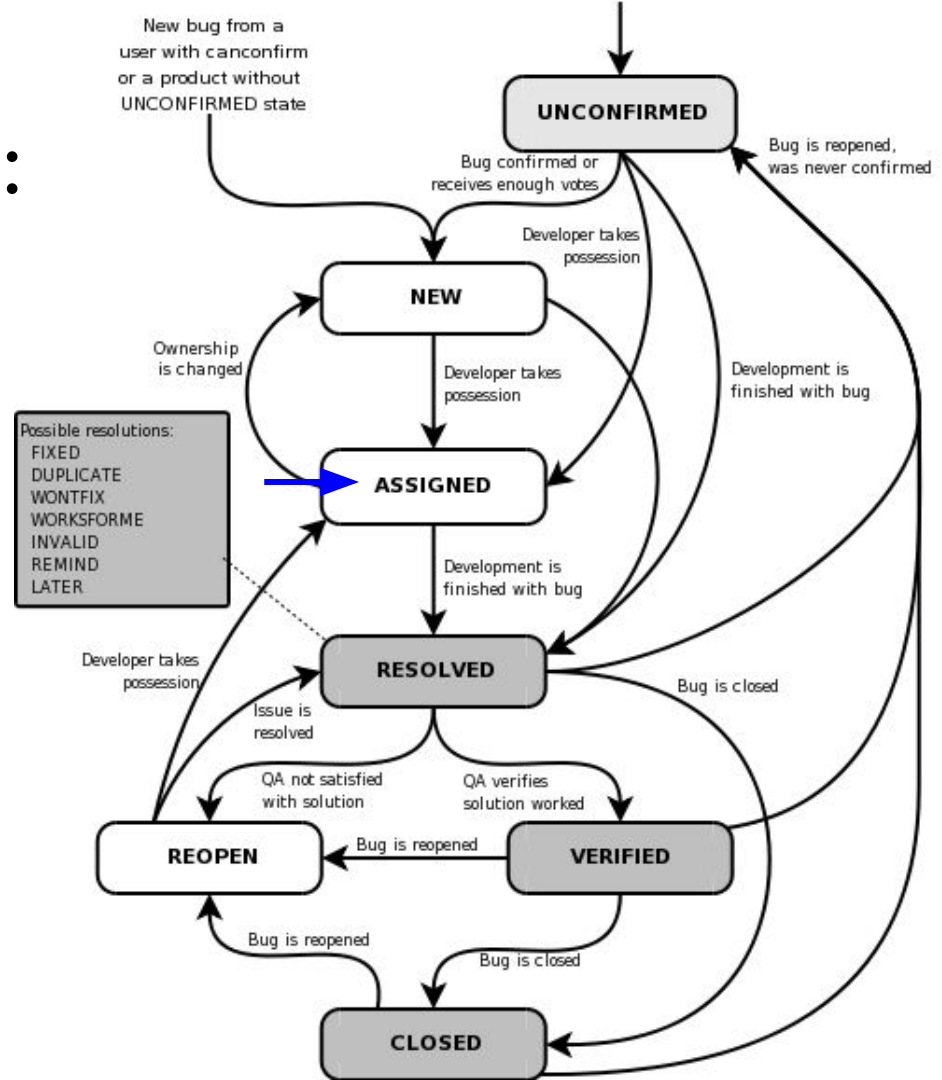 New bug from a
user with canconfirm
or a product without
UNCONFIRMED state
UNCONFIRMED
Bug is reopened,
was never confirmed
Bug confirmed or
receives enough votes
Developer takes
possession
NEW
Ownership
is changed
Developer takes
possession
Development is
finished with bug
Possible resolutions:
FIXED
DUPLICATE
WONTFIX
WORKSFORME
INVALID
REMIND
LATER
ASSIGNED
Development is
finished with bug
Developer takes
possession
RESOLVED
Bug is closed
Issue is
resolved
QA not satisfied
with solution
QA verifies
solution worked
REOPEN
Bug is reopened
VERIFIED
Bug is reopened
Bug is closed
CLOSED